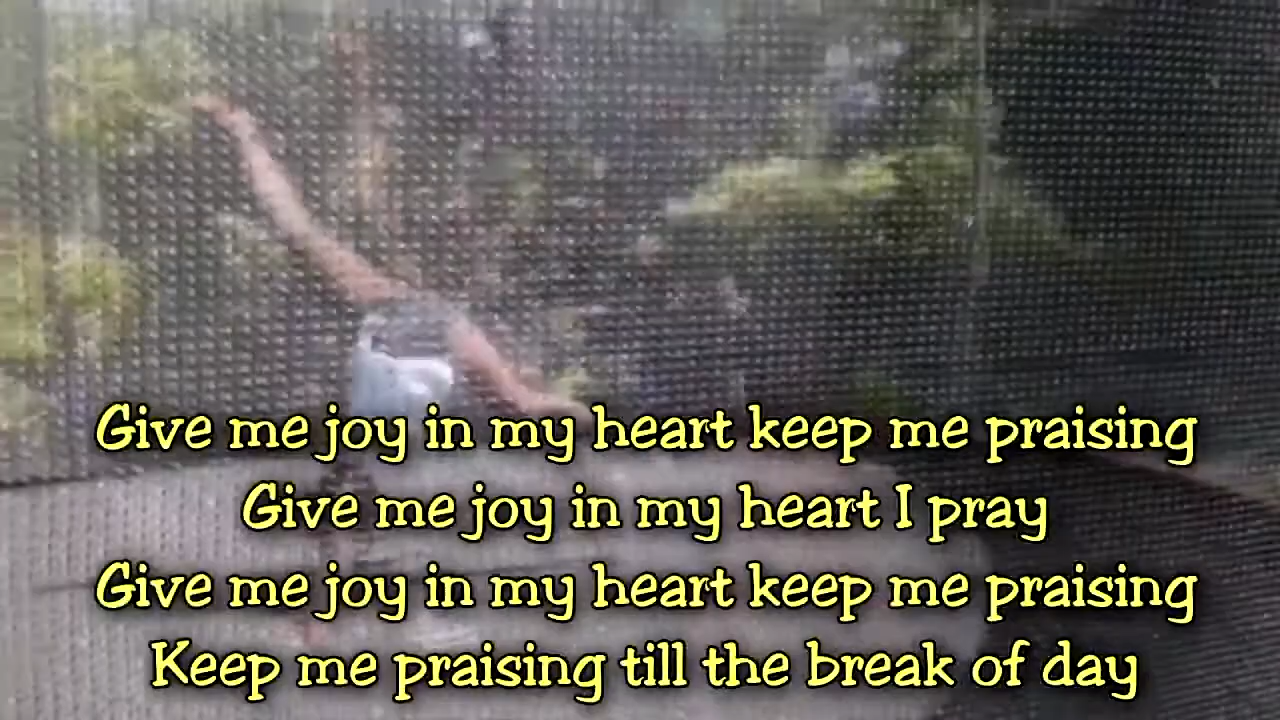 Give me joy in my heart keep me praising
Give me joy in my heart I pray
Give me joy in my heart keep me praising
Keep me praising till the break of day